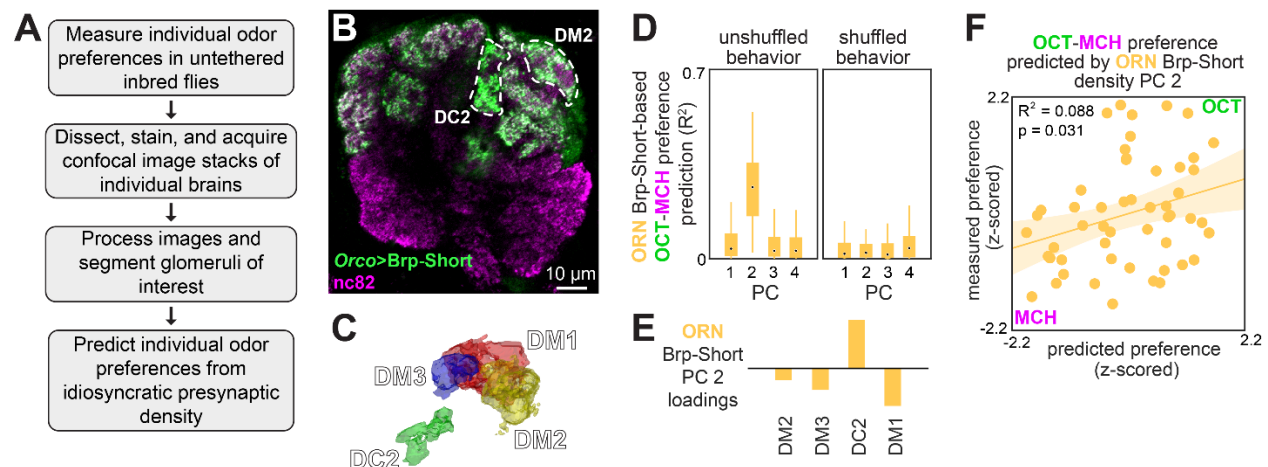 A
Measure individual odor
preferences in untethered
inbred flies
Dissect, stain, and acquire
confocal image stacks of
individual brains
Process images and
segment glomeruli of
interest
Predict individual odor
preferences from
idiosyncratic presynaptic
density
B
DM2
DC2
Orco>Brp-Short
nc82
10 µm
C
DM1
DM3
DM2
DC2
D
unshuffled
behavior
shuffled
behavior
ORN Brp-Short-based
OCT-MCH preference
prediction (R²)
0.7
0
1 2 3 4
PC
1 2 3 4
PC
E
ORN
Brp-Short
PC 2
loadings
DM2
DM3
DC2
DM1
F
OCT-MCH preference
predicted by ORN Brp-Short
density PC 2
2.2
R² = 0.088
p = 0.031
OCT
measured preference
(z-scored)
MCH
-2.2
-2.2
2.2
predicted preference
(z-scored)